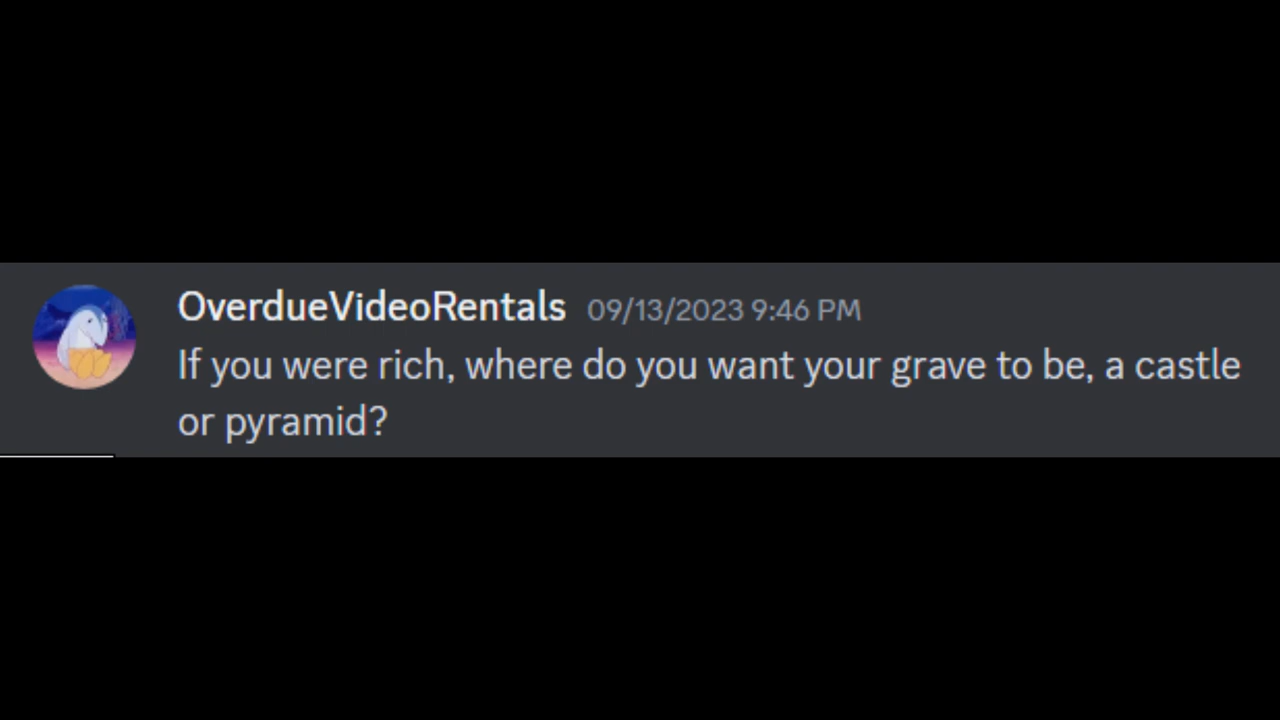 OverdueVideoRentals 09/13/2023 9:46 PM
If you were rich, where do you want your grave to be, a castle
or pyramid?